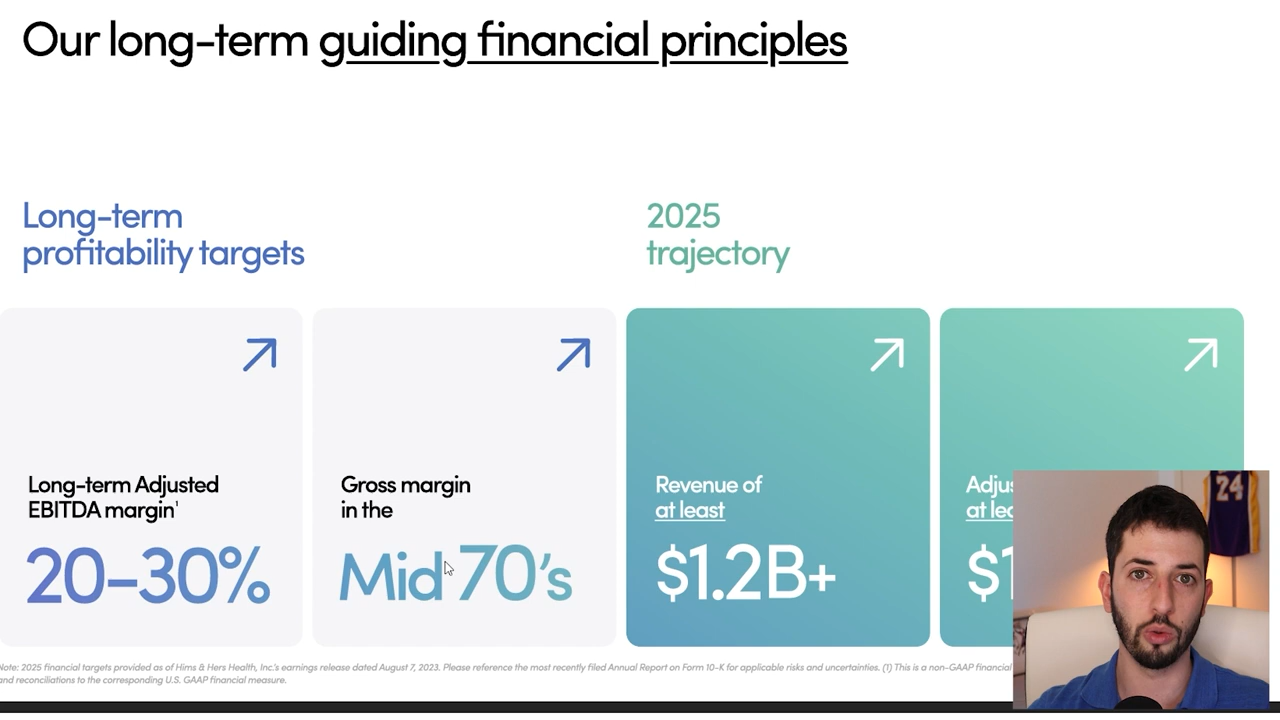 Our long-term guiding financial principles
Long-term
profitability targets
2025
trajectory
Long-term Adjusted
EBITDA margin¹
20–30%
Gross margin
in the
Mid 70's
Revenue of
at least
$1.2B+
at
$1
24
Note: 2025 financial targets provided as of Hims & Hers Health, Inc.'s earnings release dated August 7, 2023. Please reference the most recently filed Annual Report on Form 10-K for applicable risks and uncertainties. (1) This is a non-GAAP financial
and reconciliations to the corresponding U.S. GAAP financial measure.